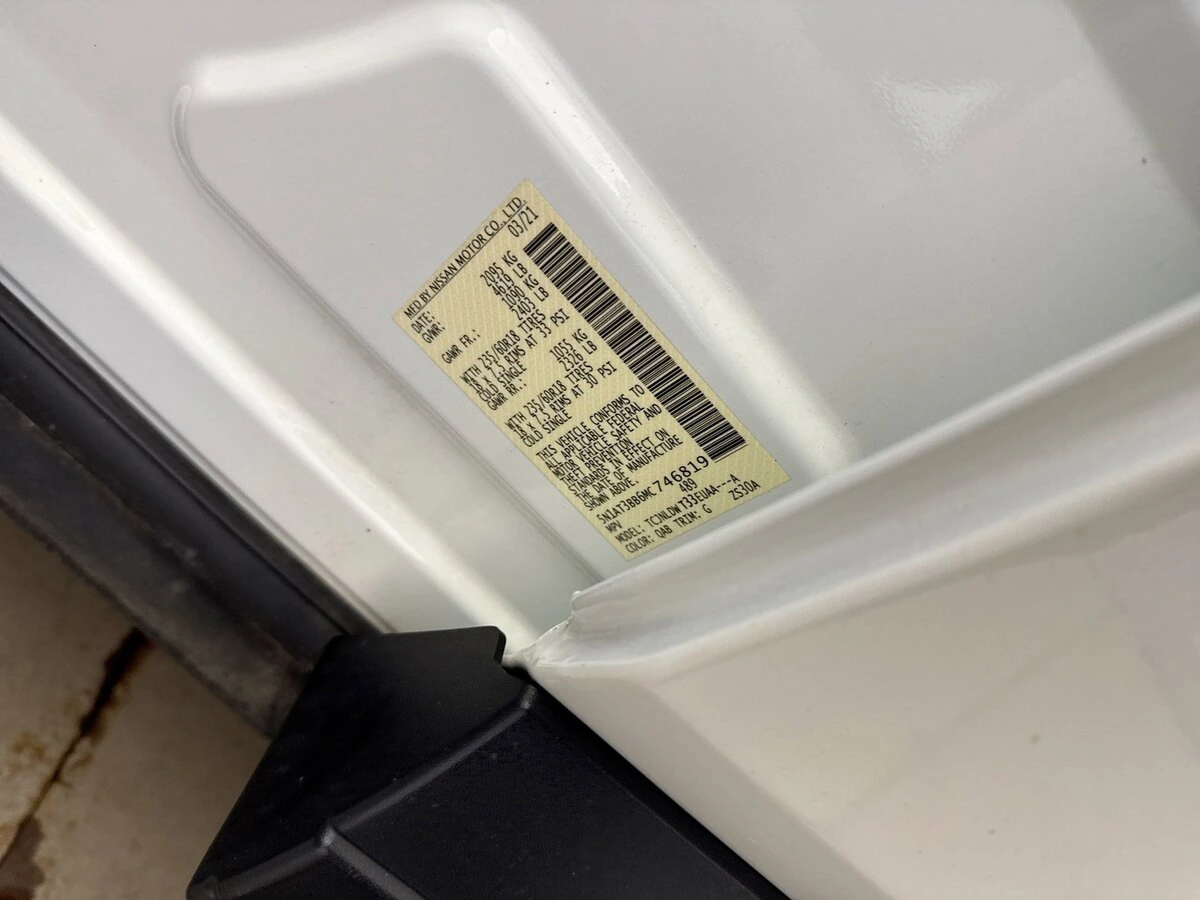 MFD BY NISSAN MOTOR CO., LTD.
DATE: 03/21
GVWR: 2095 KG
4619 LB
GAWR FR.: 1090 KG
2403 LB
WITH 235/60R18 TIRES
18 X 7.5 RIMS AT 33 PSI
COLD SINGLE
GAWR RR.: 1055 KG
2326 LB
WITH 235/60R18 TIRES
18 X 7.5 RIMS AT 30 PSI
COLD SINGLE
THIS VEHICLE CONFORMS TO
ALL APPLICABLE FEDERAL
MOTOR VEHICLE SAFETY AND
THEFT PREVENTION
STANDARDS IN EFFECT ON
THE DATE OF MANUFACTURE
SHOWN ABOVE.
5N1AT3BB6MC746819
MPV 489
MODEL: TCJNLDW T33EUAA---A
COLOR: QAB TRIM: G ZS30A